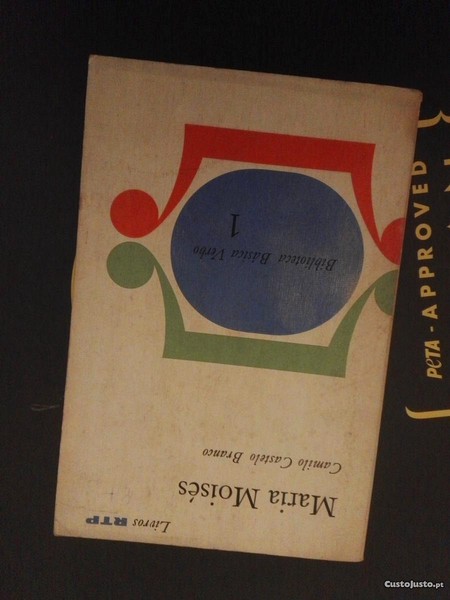 Livros RTP
Maria Moisés
Camilo Castelo Branco
Biblioteca Básica Verbo
1
PeTA - APPROVED
CustoJusto.pt